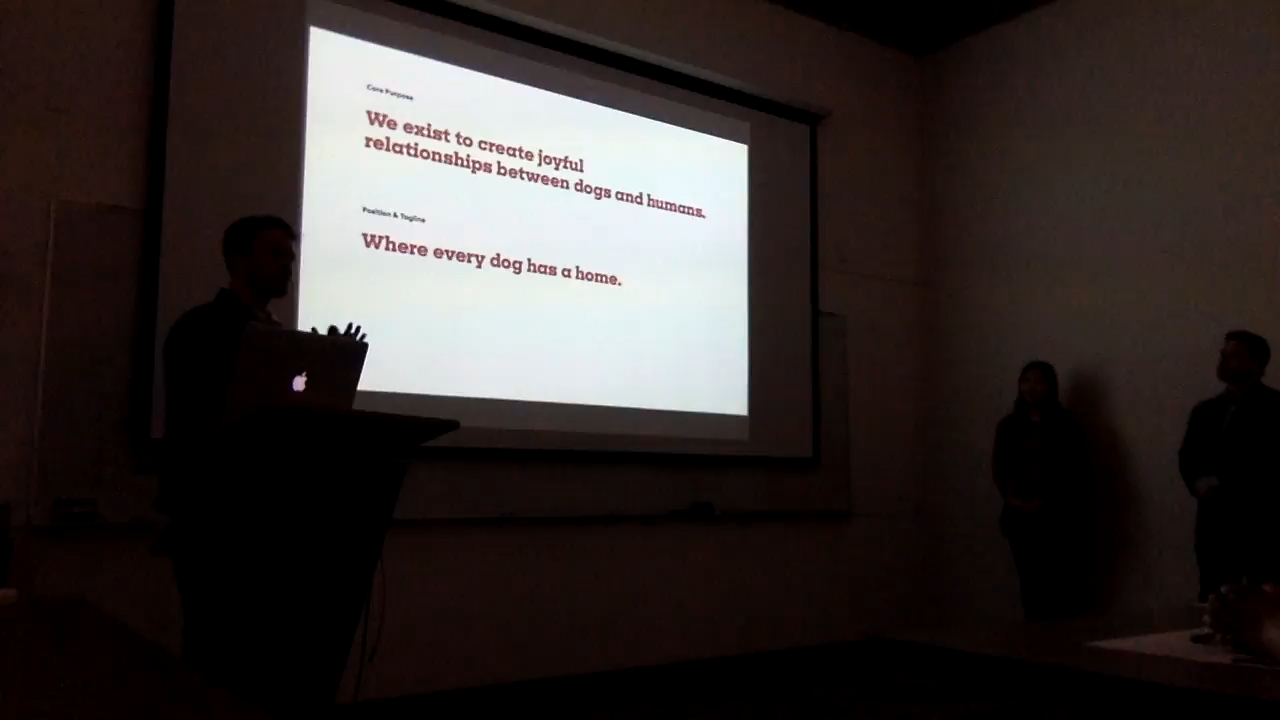 Core Purpose
We exist to create joyful
relationships between dogs and humans.
Position & Tagline
Where every dog has a home.